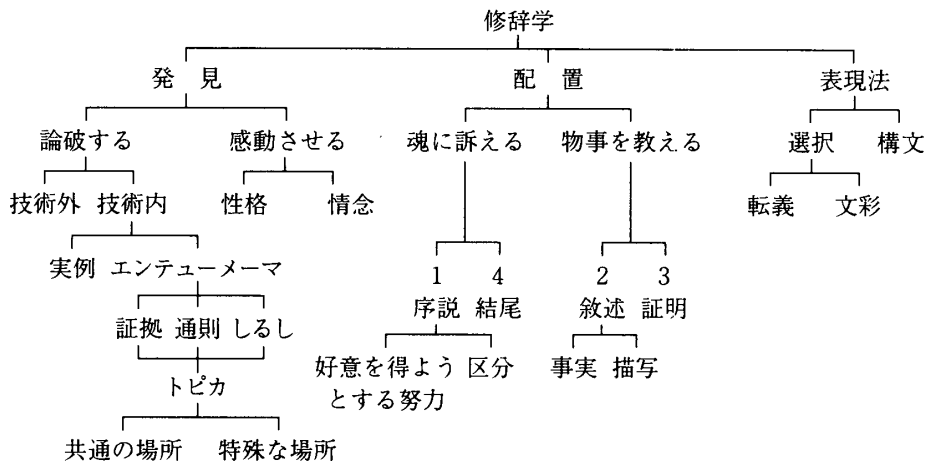 修辞学
発見 配置 表現法
論破する 感動させる 魂に訴える 物事を教える 選択 構文
技術外 技術内 性格 情念 転義 文彩
実例 エンテューメーマ 1 4 2 3
序説 結尾 叙述 証明
証拠 通則 しるし
好意を得よう 区分 事実 描写
トピカ とする努力
共通の場所 特殊な場所